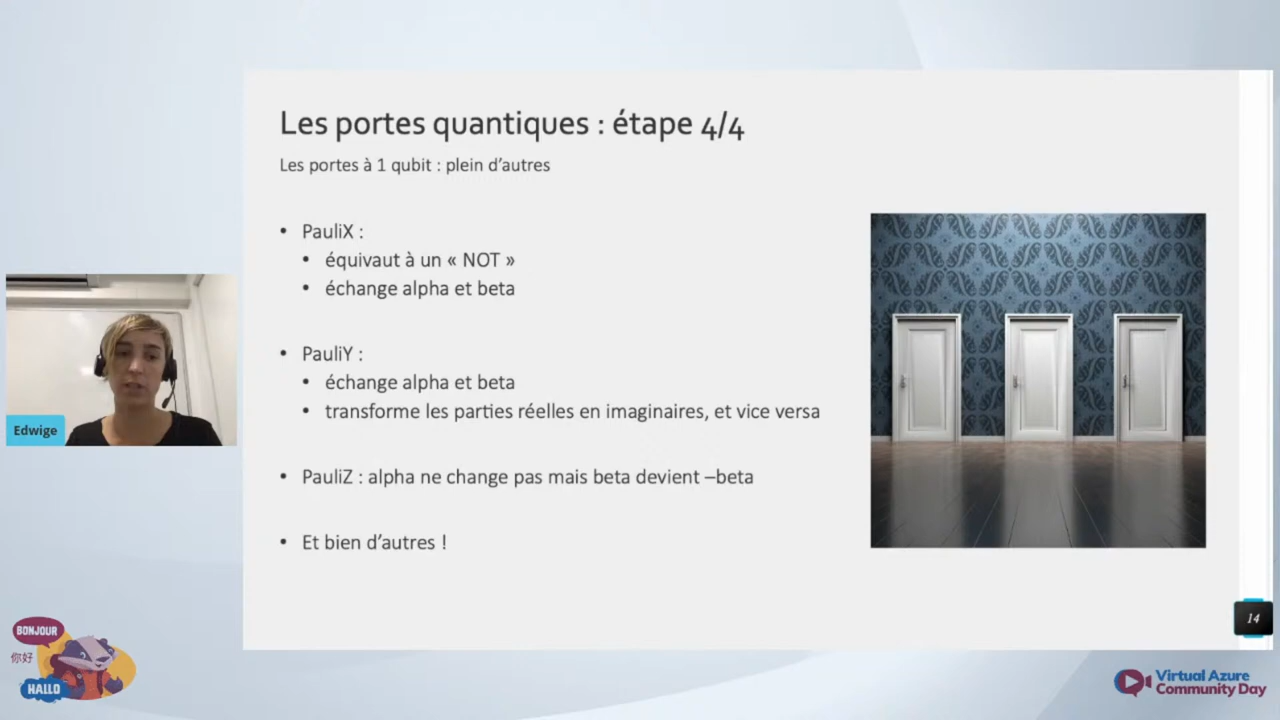 Les portes quantiques : étape 4/4
Les portes à 1 qubit : plein d'autres
• PauliX :
• équivaut à un « NOT »
• échange alpha et beta
• PauliY :
• échange alpha et beta
• transforme les parties réelles en imaginaires, et vice versa
• PauliZ : alpha ne change pas mais beta devient –beta
• Et bien d'autres !
Edwige
14
BONJOUR
你好
HALLO
Virtual Azure
Community Day